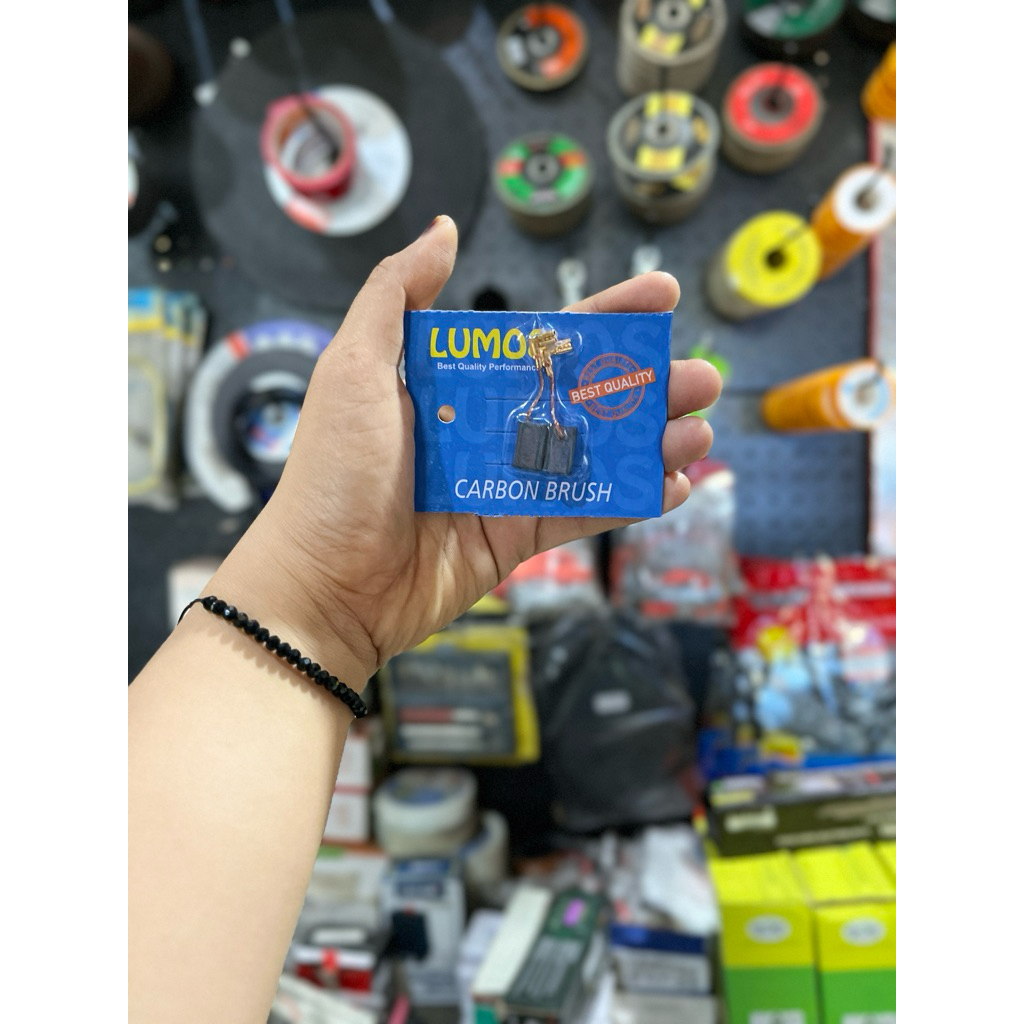 LUMOS
Best Quality Performance
BEST QUALITY
CARBON BRUSH